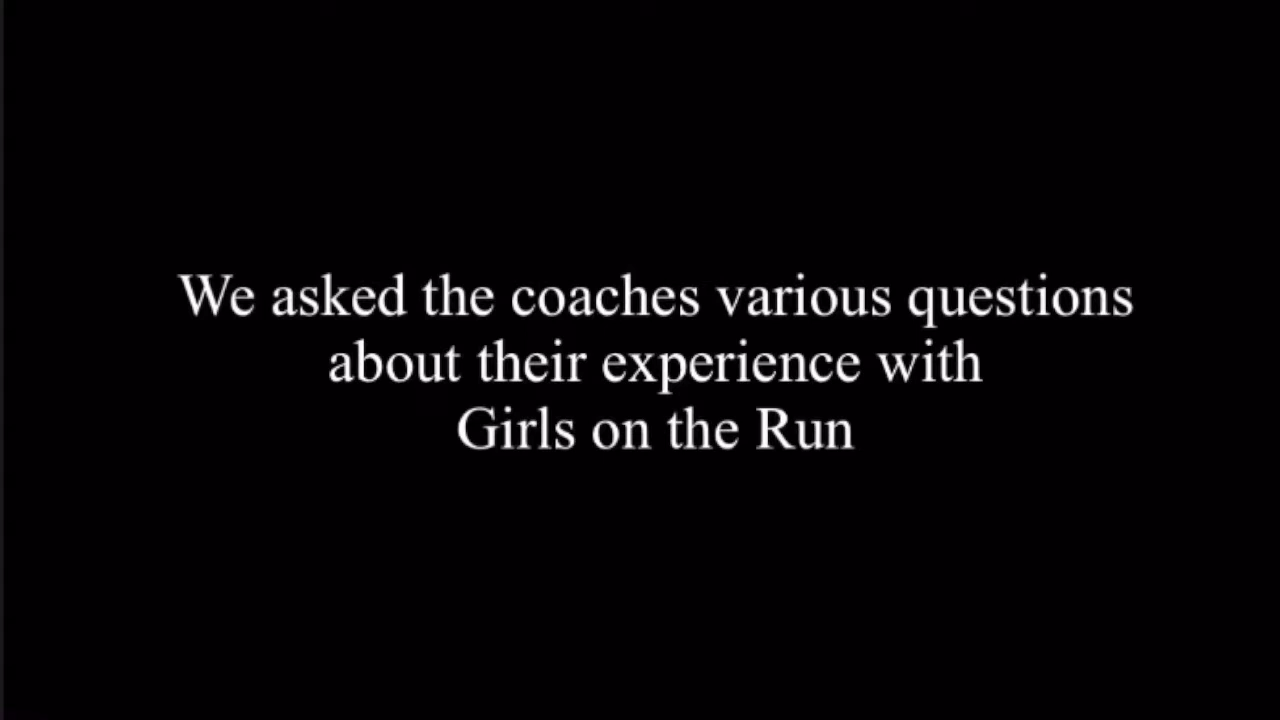 We asked the coaches various questions
about their experience with
Girls on the Run